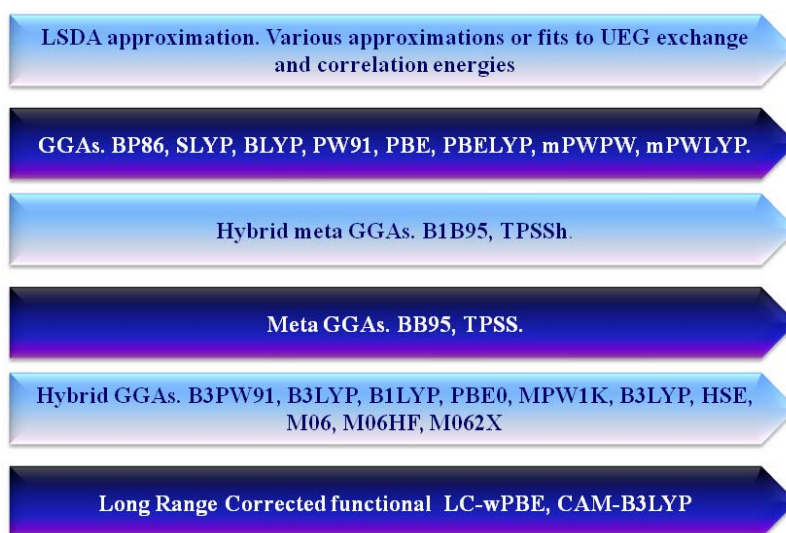 LSDA approximation. Various approximations or fits to UEG exchange
and correlation energies
GGAs. BP86, SLYP, BLYP, PW91, PBE, PBELYP, mPWPW, mPWLYP.
Hybrid meta GGAs. B1B95, TPSSh.
Meta GGAs. BB95, TPSS.
Hybrid GGAs. B3PW91, B3LYP, B1LYP, PBE0, MPW1K, B3LYP, HSE,
M06, M06HF, M062X
Long Range Corrected functional LC-wPBE, CAM-B3LYP